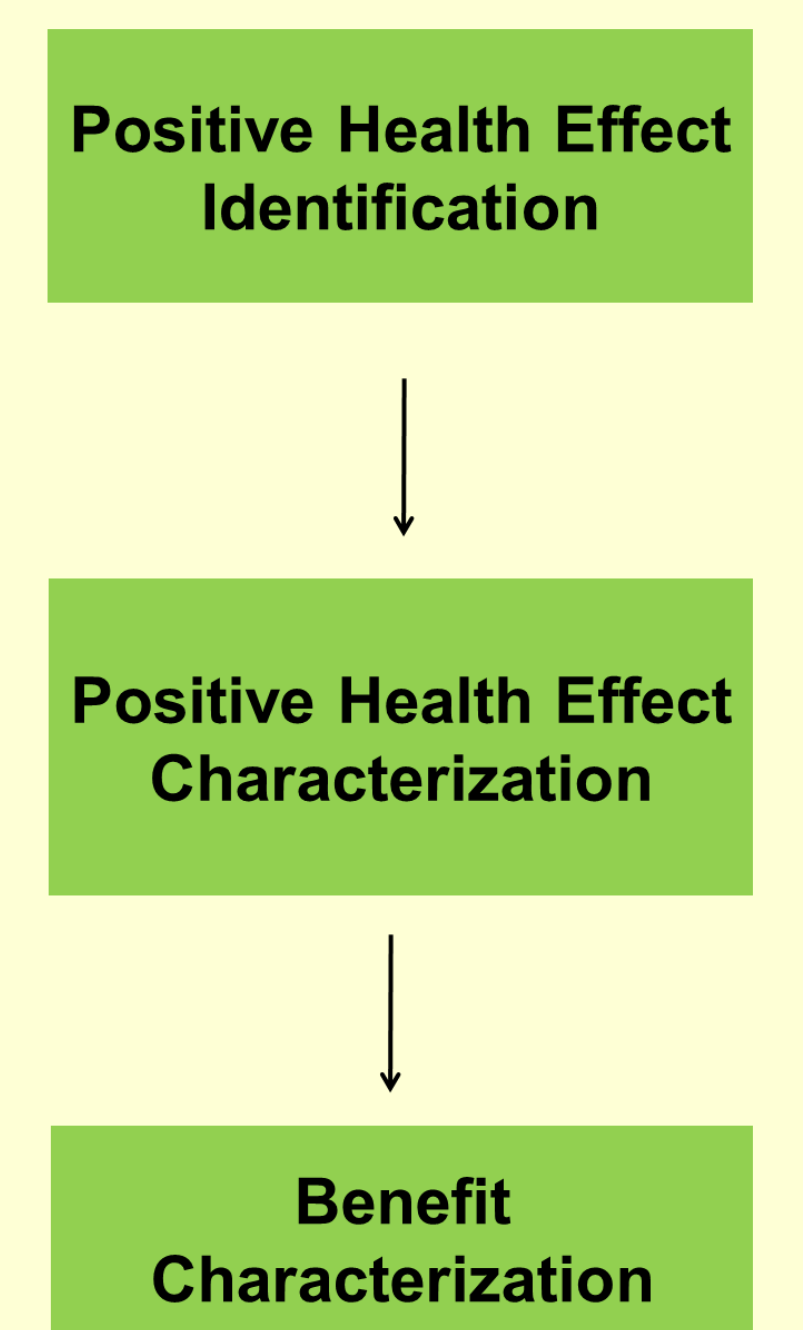 Positive Health Effect
Identification
Positive Health Effect
Characterization
Benefit
Characterization